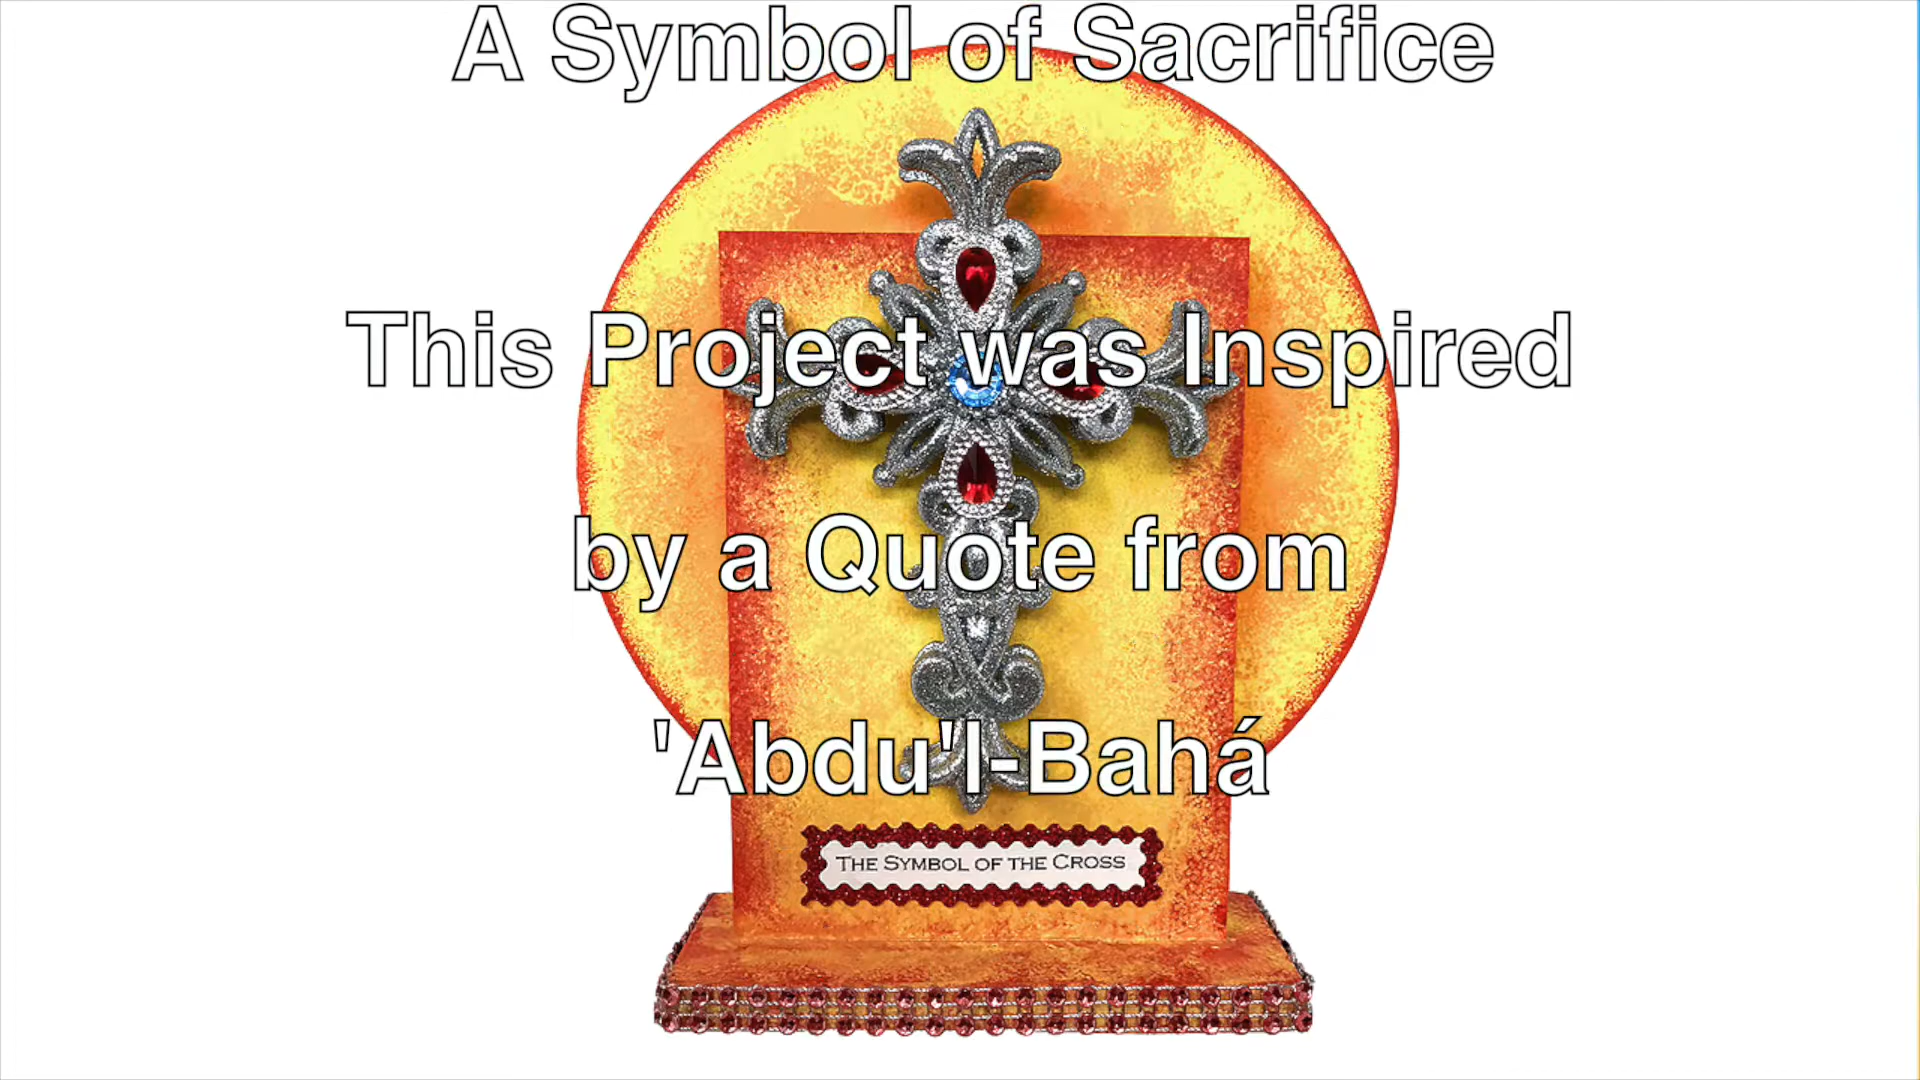 A Symbol of Sacrifice
This Project was Inspired
by a Quote from
'Abdu'l-Bahá
The Symbol of the Cross